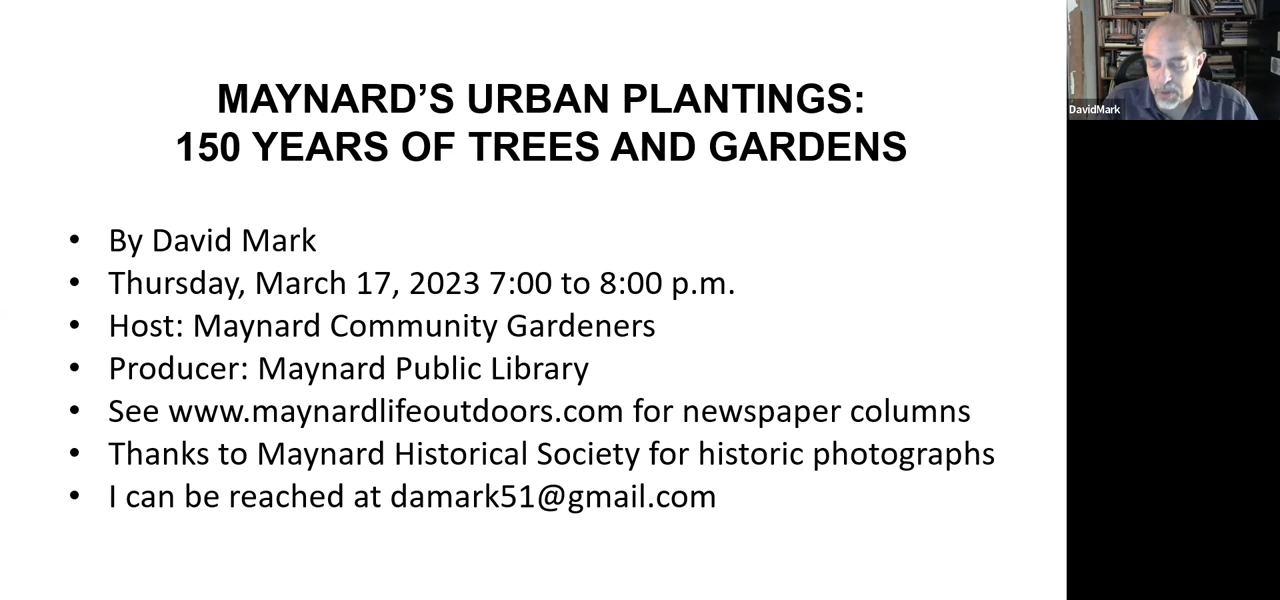 MAYNARD’S URBAN PLANTINGS:
150 YEARS OF TREES AND GARDENS
• By David Mark
• Thursday, March 17, 2023 7:00 to 8:00 p.m.
• Host: Maynard Community Gardeners
• Producer: Maynard Public Library
• See www.maynardlifeoutdoors.com for newspaper columns
• Thanks to Maynard Historical Society for historic photographs
• I can be reached at damark51@gmail.com
DavidMark